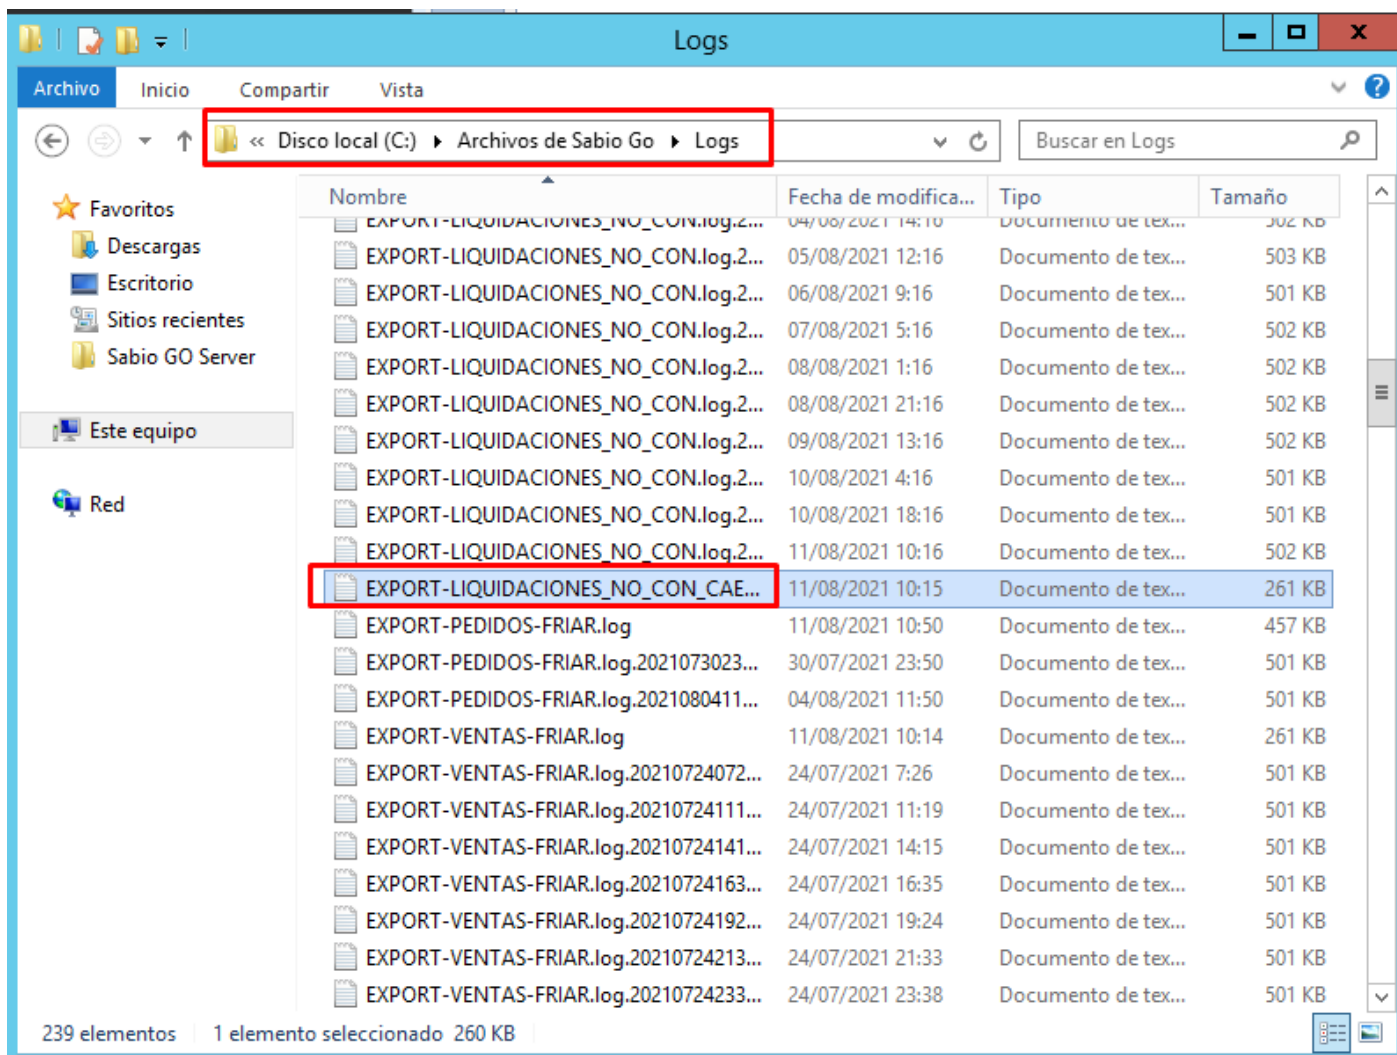 Logs
Archivo Inicio Compartir Vista
« Disco local (C:) Archivos de Sabio Go Logs Buscar en Logs
Nombre Fecha de modifica... Tipo Tamaño
Favoritos
Descargas
Escritorio
Sitios recientes
Sabio GO Server
Este equipo
Red
EXPORT-LIQUIDACIONES_NO_CON.log.2... 04/08/2021 14:16 Documento de tex... 502 KB
EXPORT-LIQUIDACIONES_NO_CON.log.2... 05/08/2021 12:16 Documento de tex... 503 KB
EXPORT-LIQUIDACIONES_NO_CON.log.2... 06/08/2021 9:16 Documento de tex... 501 KB
EXPORT-LIQUIDACIONES_NO_CON.log.2... 07/08/2021 5:16 Documento de tex... 502 KB
EXPORT-LIQUIDACIONES_NO_CON.log.2... 08/08/2021 1:16 Documento de tex... 502 KB
EXPORT-LIQUIDACIONES_NO_CON.log.2... 08/08/2021 21:16 Documento de tex... 502 KB
EXPORT-LIQUIDACIONES_NO_CON.log.2... 09/08/2021 13:16 Documento de tex... 502 KB
EXPORT-LIQUIDACIONES_NO_CON.log.2... 10/08/2021 4:16 Documento de tex... 501 KB
EXPORT-LIQUIDACIONES_NO_CON.log.2... 10/08/2021 18:16 Documento de tex... 501 KB
EXPORT-LIQUIDACIONES_NO_CON.log.2... 11/08/2021 10:16 Documento de tex... 502 KB
EXPORT-LIQUIDACIONES_NO_CON_CAE... 11/08/2021 10:15 Documento de tex... 261 KB
EXPORT-PEDIDOS-FRIAR.log 11/08/2021 10:50 Documento de tex... 457 KB
EXPORT-PEDIDOS-FRIAR.log.2021073023... 30/07/2021 23:50 Documento de tex... 501 KB
EXPORT-PEDIDOS-FRIAR.log.2021080411... 04/08/2021 11:50 Documento de tex... 501 KB
EXPORT-VENTAS-FRIAR.log 11/08/2021 10:14 Documento de tex... 261 KB
EXPORT-VENTAS-FRIAR.log.20210724072... 24/07/2021 7:26 Documento de tex... 501 KB
EXPORT-VENTAS-FRIAR.log.20210724111... 24/07/2021 11:19 Documento de tex... 501 KB
EXPORT-VENTAS-FRIAR.log.20210724141... 24/07/2021 14:15 Documento de tex... 501 KB
EXPORT-VENTAS-FRIAR.log.20210724163... 24/07/2021 16:35 Documento de tex... 501 KB
EXPORT-VENTAS-FRIAR.log.20210724192... 24/07/2021 19:24 Documento de tex... 501 KB
EXPORT-VENTAS-FRIAR.log.20210724213... 24/07/2021 21:33 Documento de tex... 501 KB
EXPORT-VENTAS-FRIAR.log.20210724233... 24/07/2021 23:38 Documento de tex... 501 KB
239 elementos 1 elemento seleccionado 260 KB